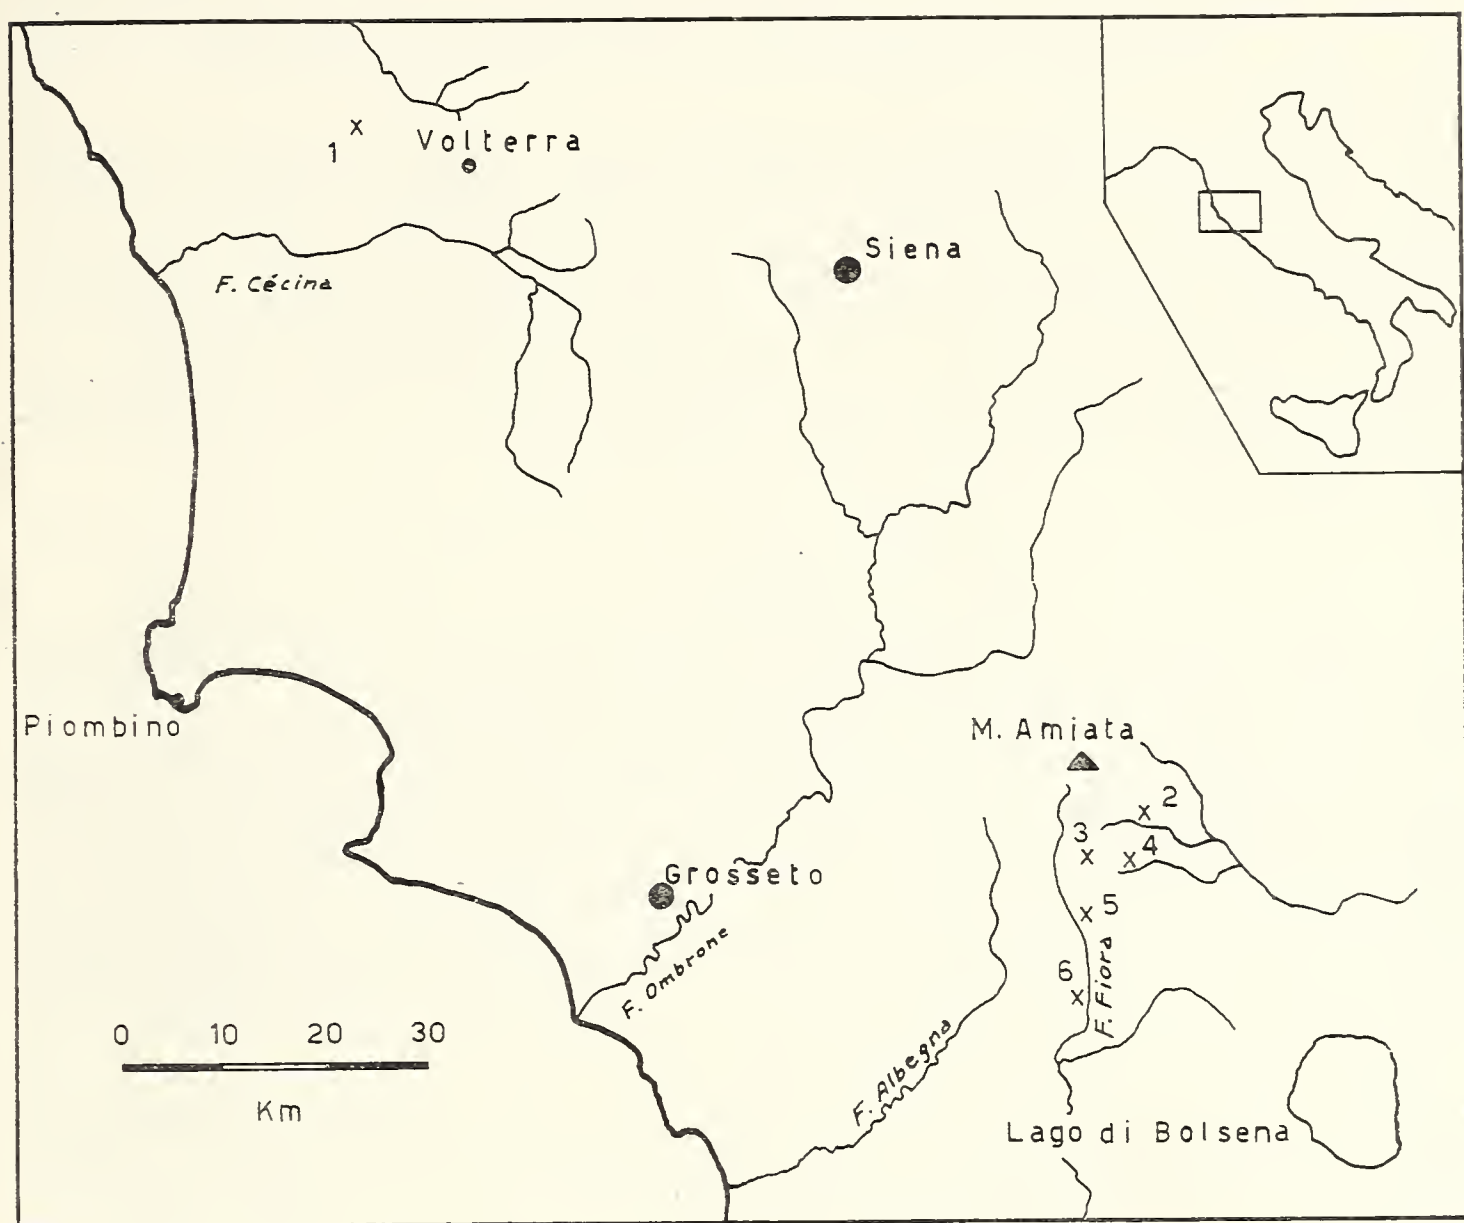 1
Volterra
Siena
F. Cécina
Piombino
M. Amiata
2
3
4
Grosseto
5
6
F. Ombrone
F. Fiora
F. Albegna
0 10 20 30
Km
Lago di Bolsena